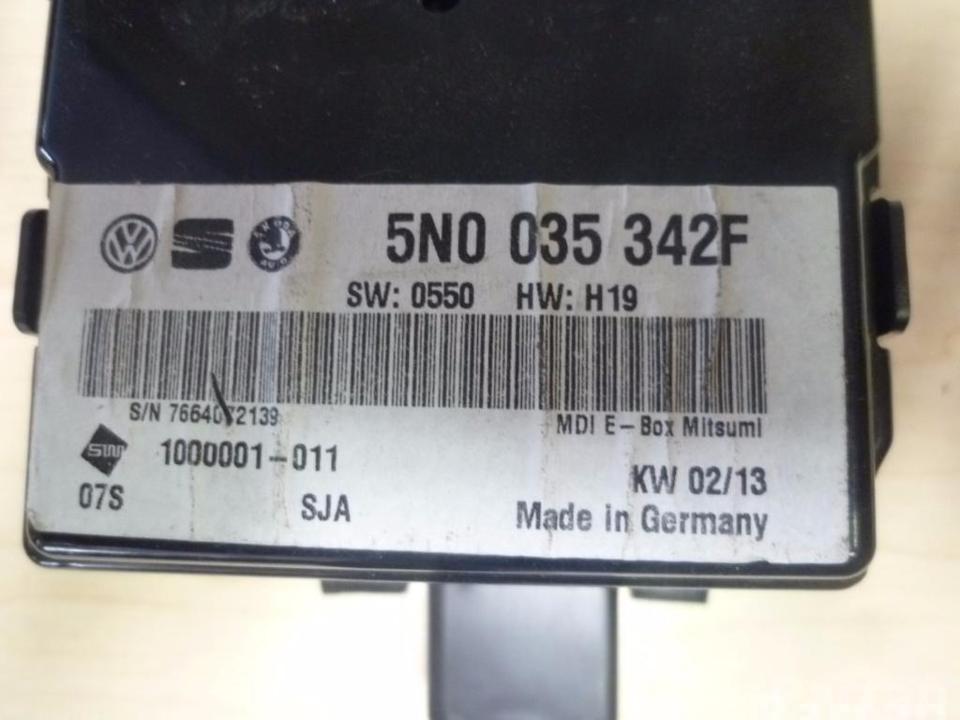 5N0 035 342F
SW: 0550 HW: H19
MDI E-Box Mitsumi
SW
1000001-011
07S
SJA
KW 02/13
Made in Germany